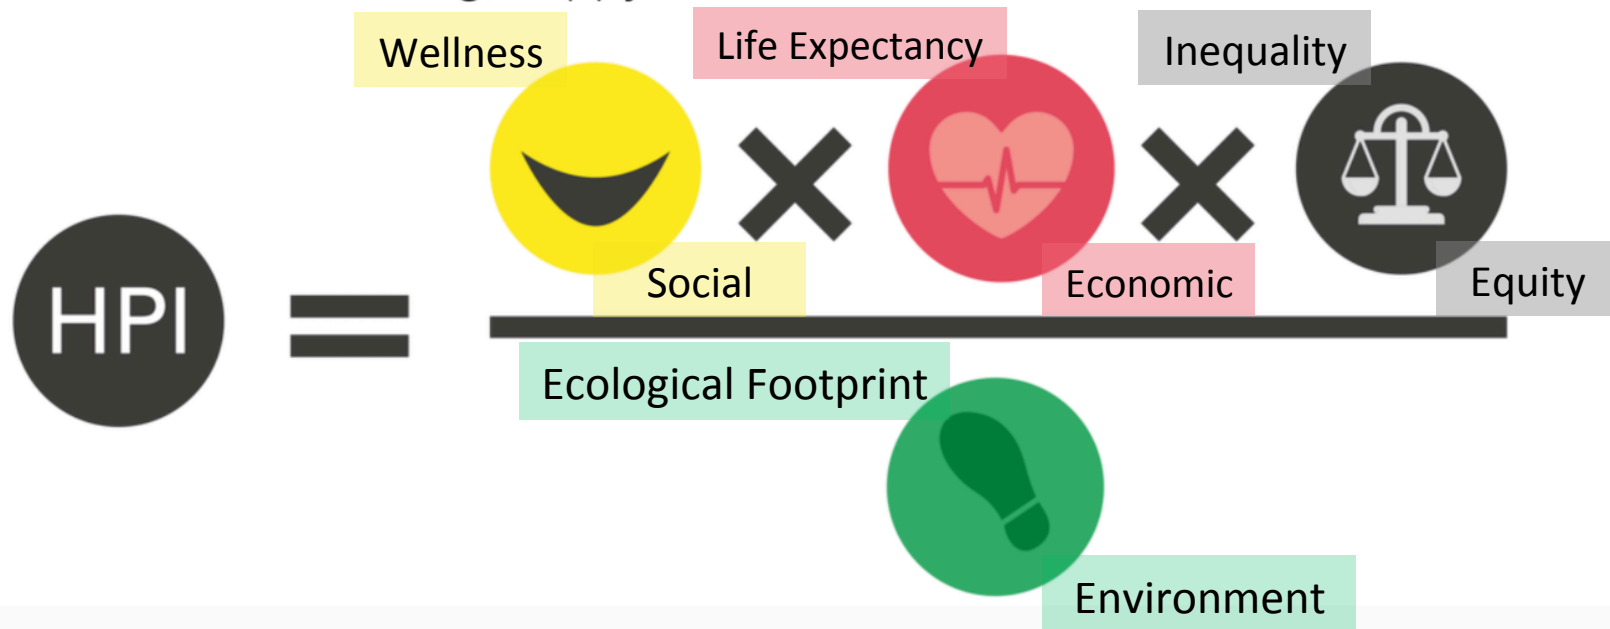 Wellness
Life Expectancy
Inequality
HPI
Social
Economic
Equity
Ecological Footprint
Environment